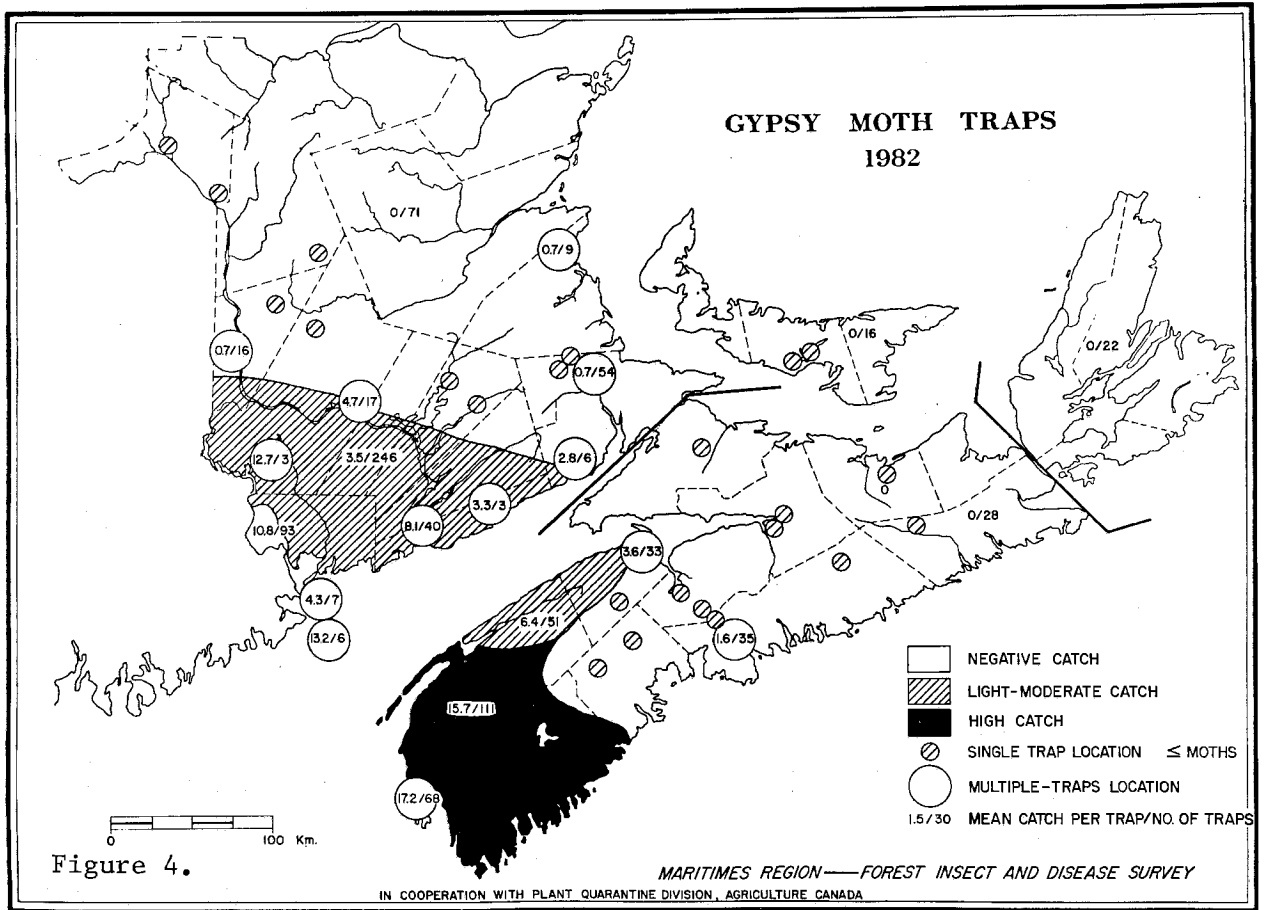 GYPSY MOTH TRAPS
1982
0/71
0.7/9
0/16
0/22
0.7/16
0.7/54
4.7/17
12.7/3
3.5/246
2.8/6
3.3/3
10.8/93
8.1/40
0/28
3.6/33
4.3/7
6.4/51
13.2/6
1.6/35
15.7/111
17.2/68
NEGATIVE CATCH
LIGHT-MODERATE CATCH
HIGH CATCH
SINGLE TRAP LOCATION ≤ MOTHS
MULTIPLE-TRAPS LOCATION
1.5/30 MEAN CATCH PER TRAP/NO. OF TRAPS
0 100 Km.
Figure 4.
MARITIMES REGION—FOREST INSECT AND DISEASE SURVEY
IN COOPERATION WITH PLANT QUARANTINE DIVISION, AGRICULTURE CANADA